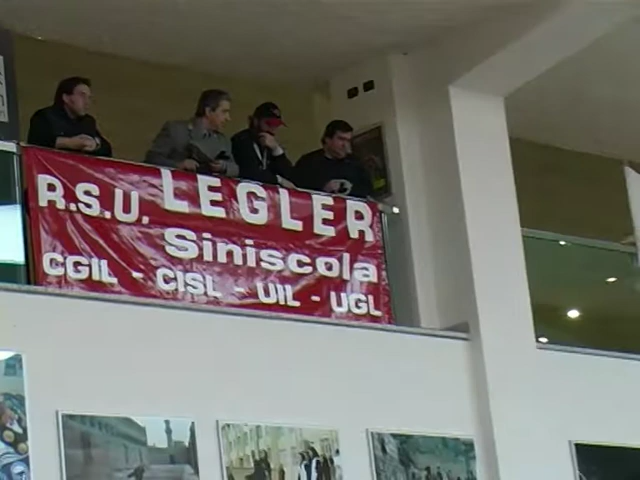 R.S.U. LEGLER
Siniscola
CGIL - CISL - UIL - UGL